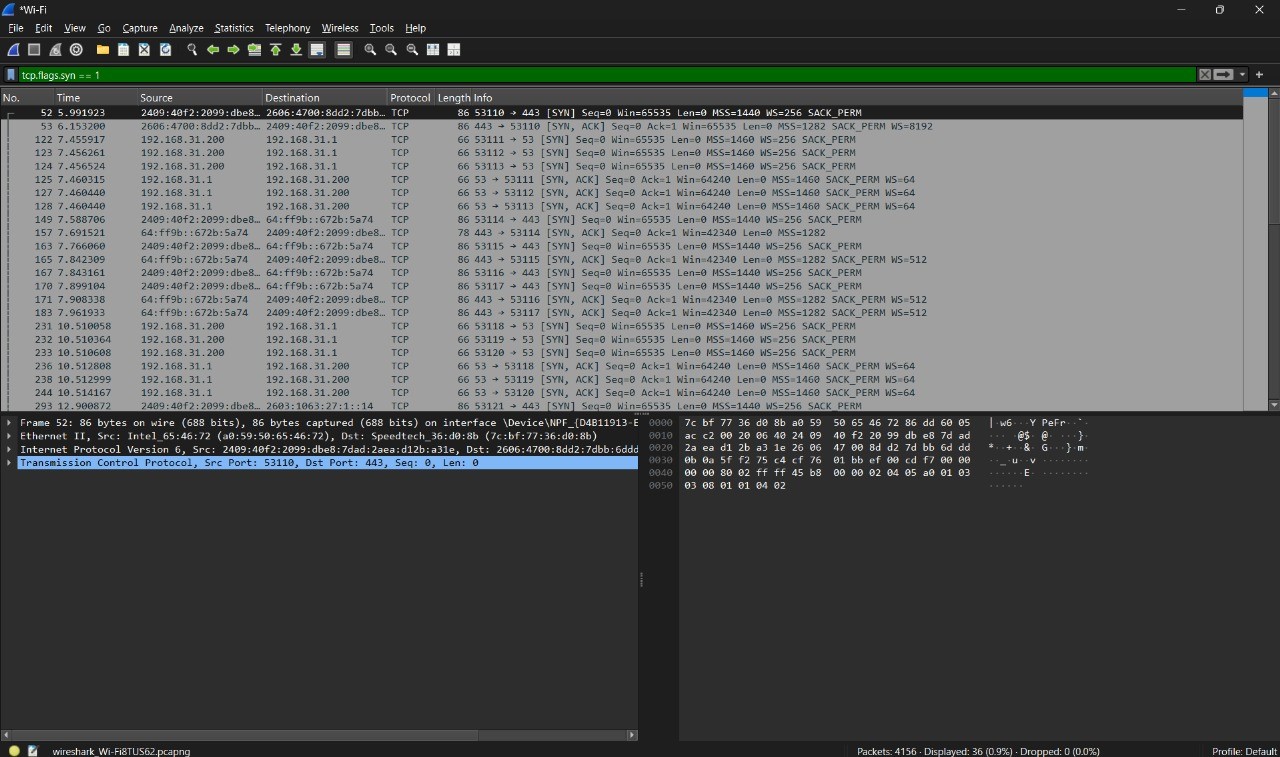 *Wi-Fi
File Edit View Go Capture Analyze Statistics Telephony Wireless Tools Help
tcp.flags.syn == 1
No. Time Source Destination Protocol Length Info
52 5.991923 2409:40f2:2099:dbe8… 2606:4700:8dd2:7dbb… TCP 86 53110 → 443 [SYN] Seq=0 Win=65535 Len=0 MSS=1440 WS=256 SACK_PERM
53 6.153200 2606:4700:8dd2:7dbb… 2409:40f2:2099:dbe8… TCP 86 443 → 53110 [SYN, ACK] Seq=0 Ack=1 Win=65535 Len=0 MSS=1282 SACK_PERM WS=8192
122 7.455917 192.168.31.200 192.168.31.1 TCP 66 53111 → 53 [SYN] Seq=0 Win=65535 Len=0 MSS=1460 WS=256 SACK_PERM
123 7.456261 192.168.31.200 192.168.31.1 TCP 66 53112 → 53 [SYN] Seq=0 Win=65535 Len=0 MSS=1460 WS=256 SACK_PERM
124 7.456524 192.168.31.200 192.168.31.1 TCP 66 53113 → 53 [SYN] Seq=0 Win=65535 Len=0 MSS=1460 WS=256 SACK_PERM
125 7.460315 192.168.31.1 192.168.31.200 TCP 66 53 → 53111 [SYN, ACK] Seq=0 Ack=1 Win=64240 Len=0 MSS=1460 SACK_PERM WS=64
127 7.460440 192.168.31.1 192.168.31.200 TCP 66 53 → 53112 [SYN, ACK] Seq=0 Ack=1 Win=64240 Len=0 MSS=1460 SACK_PERM WS=64
128 7.460440 192.168.31.1 192.168.31.200 TCP 66 53 → 53113 [SYN, ACK] Seq=0 Ack=1 Win=64240 Len=0 MSS=1460 SACK_PERM WS=64
149 7.588706 2409:40f2:2099:dbe8… 64:ff9b::672b:5a74 TCP 86 53114 → 443 [SYN] Seq=0 Win=65535 Len=0 MSS=1440 WS=256 SACK_PERM
157 7.691521 64:ff9b::672b:5a74 2409:40f2:2099:dbe8… TCP 78 443 → 53114 [SYN, ACK] Seq=0 Ack=1 Win=42340 Len=0 MSS=1282
163 7.766060 2409:40f2:2099:dbe8… 64:ff9b::672b:5a74 TCP 86 53115 → 443 [SYN] Seq=0 Win=65535 Len=0 MSS=1440 WS=256 SACK_PERM
165 7.842309 64:ff9b::672b:5a74 2409:40f2:2099:dbe8… TCP 86 443 → 53115 [SYN, ACK] Seq=0 Ack=1 Win=42340 Len=0 MSS=1282 SACK_PERM WS=512
167 7.843161 2409:40f2:2099:dbe8… 64:ff9b::672b:5a74 TCP 86 53116 → 443 [SYN] Seq=0 Win=65535 Len=0 MSS=1440 WS=256 SACK_PERM
170 7.899104 2409:40f2:2099:dbe8… 64:ff9b::672b:5a74 TCP 86 53117 → 443 [SYN] Seq=0 Win=65535 Len=0 MSS=1440 WS=256 SACK_PERM
171 7.908338 64:ff9b::672b:5a74 2409:40f2:2099:dbe8… TCP 86 443 → 53116 [SYN, ACK] Seq=0 Ack=1 Win=42340 Len=0 MSS=1282 SACK_PERM WS=512
183 7.961933 64:ff9b::672b:5a74 2409:40f2:2099:dbe8… TCP 86 443 → 53117 [SYN, ACK] Seq=0 Ack=1 Win=42340 Len=0 MSS=1282 SACK_PERM WS=512
231 10.510058 192.168.31.200 192.168.31.1 TCP 66 53118 → 53 [SYN] Seq=0 Win=65535 Len=0 MSS=1460 WS=256 SACK_PERM
232 10.510364 192.168.31.200 192.168.31.1 TCP 66 53119 → 53 [SYN] Seq=0 Win=65535 Len=0 MSS=1460 WS=256 SACK_PERM
233 10.510608 192.168.31.200 192.168.31.1 TCP 66 53120 → 53 [SYN] Seq=0 Win=65535 Len=0 MSS=1460 WS=256 SACK_PERM
236 10.512808 192.168.31.1 192.168.31.200 TCP 66 53 → 53118 [SYN, ACK] Seq=0 Ack=1 Win=64240 Len=0 MSS=1460 SACK_PERM WS=64
238 10.512999 192.168.31.1 192.168.31.200 TCP 66 53 → 53119 [SYN, ACK] Seq=0 Ack=1 Win=64240 Len=0 MSS=1460 SACK_PERM WS=64
244 10.514167 192.168.31.1 192.168.31.200 TCP 66 53 → 53120 [SYN, ACK] Seq=0 Ack=1 Win=64240 Len=0 MSS=1460 SACK_PERM WS=64
293 12.900872 2409:40f2:2099:dbe8… 2603:1063:27:1::14 TCP 86 53121 → 443 [SYN] Seq=0 Win=65535 Len=0 MSS=1440 WS=256 SACK_PERM
Frame 52: 86 bytes on wire (688 bits), 86 bytes captured (688 bits) on interface \Device\NPF_{D4B11913-E
Ethernet II, Src: Intel_65:46:72 (a0:59:50:65:46:72), Dst: Speedtech_36:d0:8b (7c:bf:77:36:d0:8b)
Internet Protocol Version 6, Src: 2409:40f2:2099:dbe8:7dad:2aea:d12b:a31e, Dst: 2606:4700:8dd2:7dbb:6ddd
Transmission Control Protocol, Src Port: 53110, Dst Port: 443, Seq: 0, Len: 0
0000 7c bf 77 36 d0 8b a0 59 50 65 46 72 86 dd 60 05 |·w6···Y PeFr··`·
0010 ac c2 00 20 06 40 24 09 40 f2 20 99 db e8 7d ad ··· ·@$· @· ···}·
0020 2a ea d1 2b a3 1e 26 06 47 00 8d d2 7d bb 6d dd *··+··&· G···}·m·
0030 0b 0a 5f f2 75 c4 cf 76 01 bb ef 00 cd f7 00 00 ··_·u··v ········
0040 00 00 80 02 ff ff 45 b8 00 00 02 04 05 a0 01 03 ······E· ········
0050 03 08 01 01 04 02 ······
wireshark_Wi-Fi8TUS62.pcapng
Packets: 4156 · Displayed: 36 (0.9%) · Dropped: 0 (0.0%)
Profile: Default